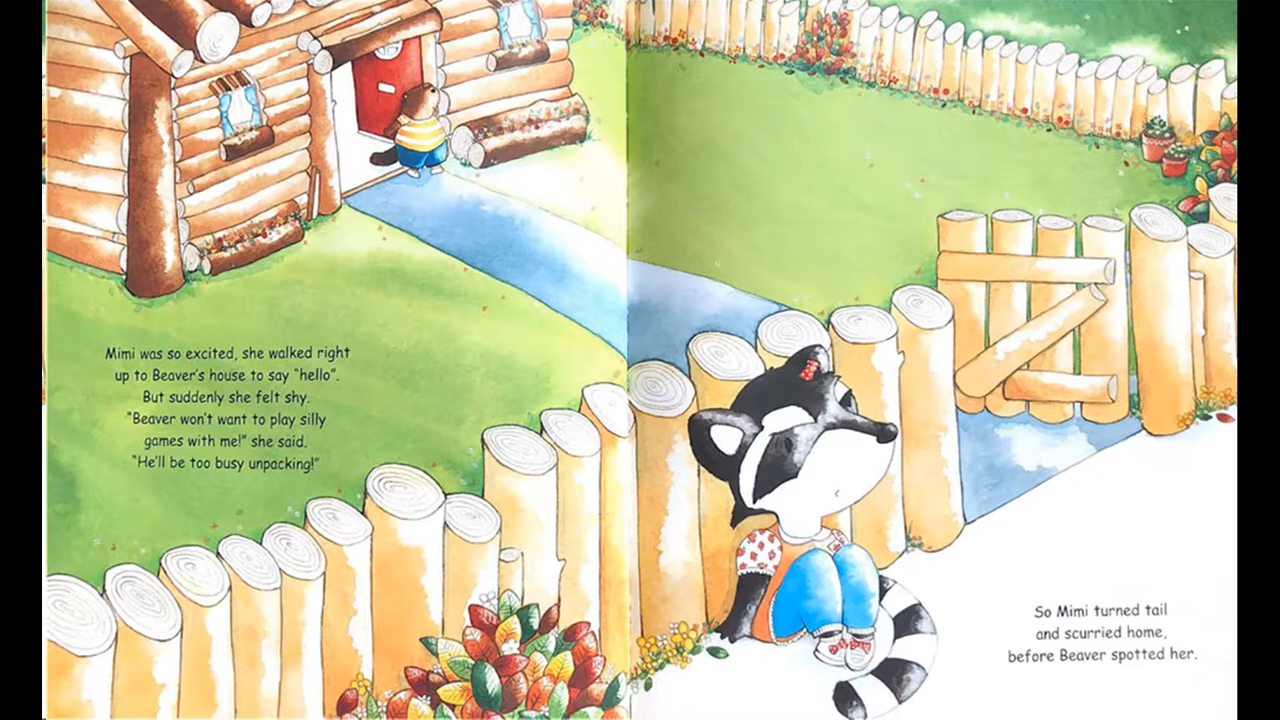 Mimi was so excited, she walked right
up to Beaver's house to say "hello".
But suddenly she felt shy.
"Beaver won't want to play silly
games with me!" she said.
"He'll be too busy unpacking!"
So Mimi turned tail
and scurried home,
before Beaver spotted her.